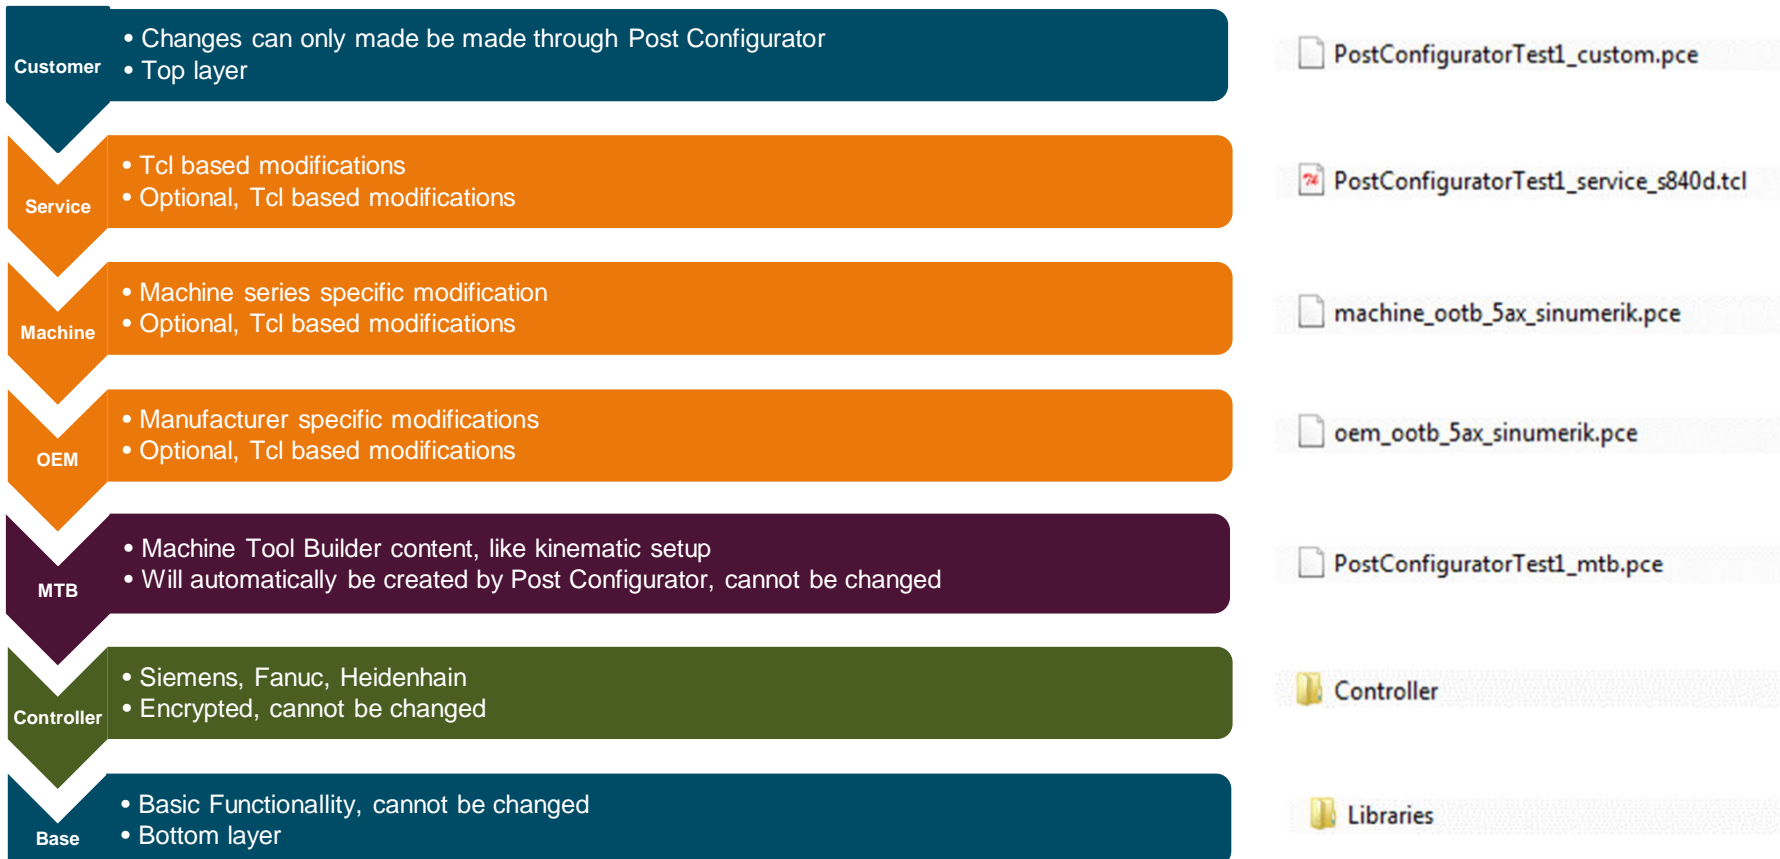 Customer
• Changes can only made be made through Post Configurator
• Top layer
PostConfiguratorTest1_custom.pce
Service
• Tcl based modifications
• Optional, Tcl based modifications
PostConfiguratorTest1_service_s840d.tcl
Machine
• Machine series specific modification
• Optional, Tcl based modifications
machine_ootb_5ax_sinumerik.pce
OEM
• Manufacturer specific modifications
• Optional, Tcl based modifications
oem_ootb_5ax_sinumerik.pce
MTB
• Machine Tool Builder content, like kinematic setup
• Will automatically be created by Post Configurator, cannot be changed
PostConfiguratorTest1_mtb.pce
Controller
• Siemens, Fanuc, Heidenhain
• Encrypted, cannot be changed
Controller
Base
• Basic Functionallity, cannot be changed
• Bottom layer
Libraries